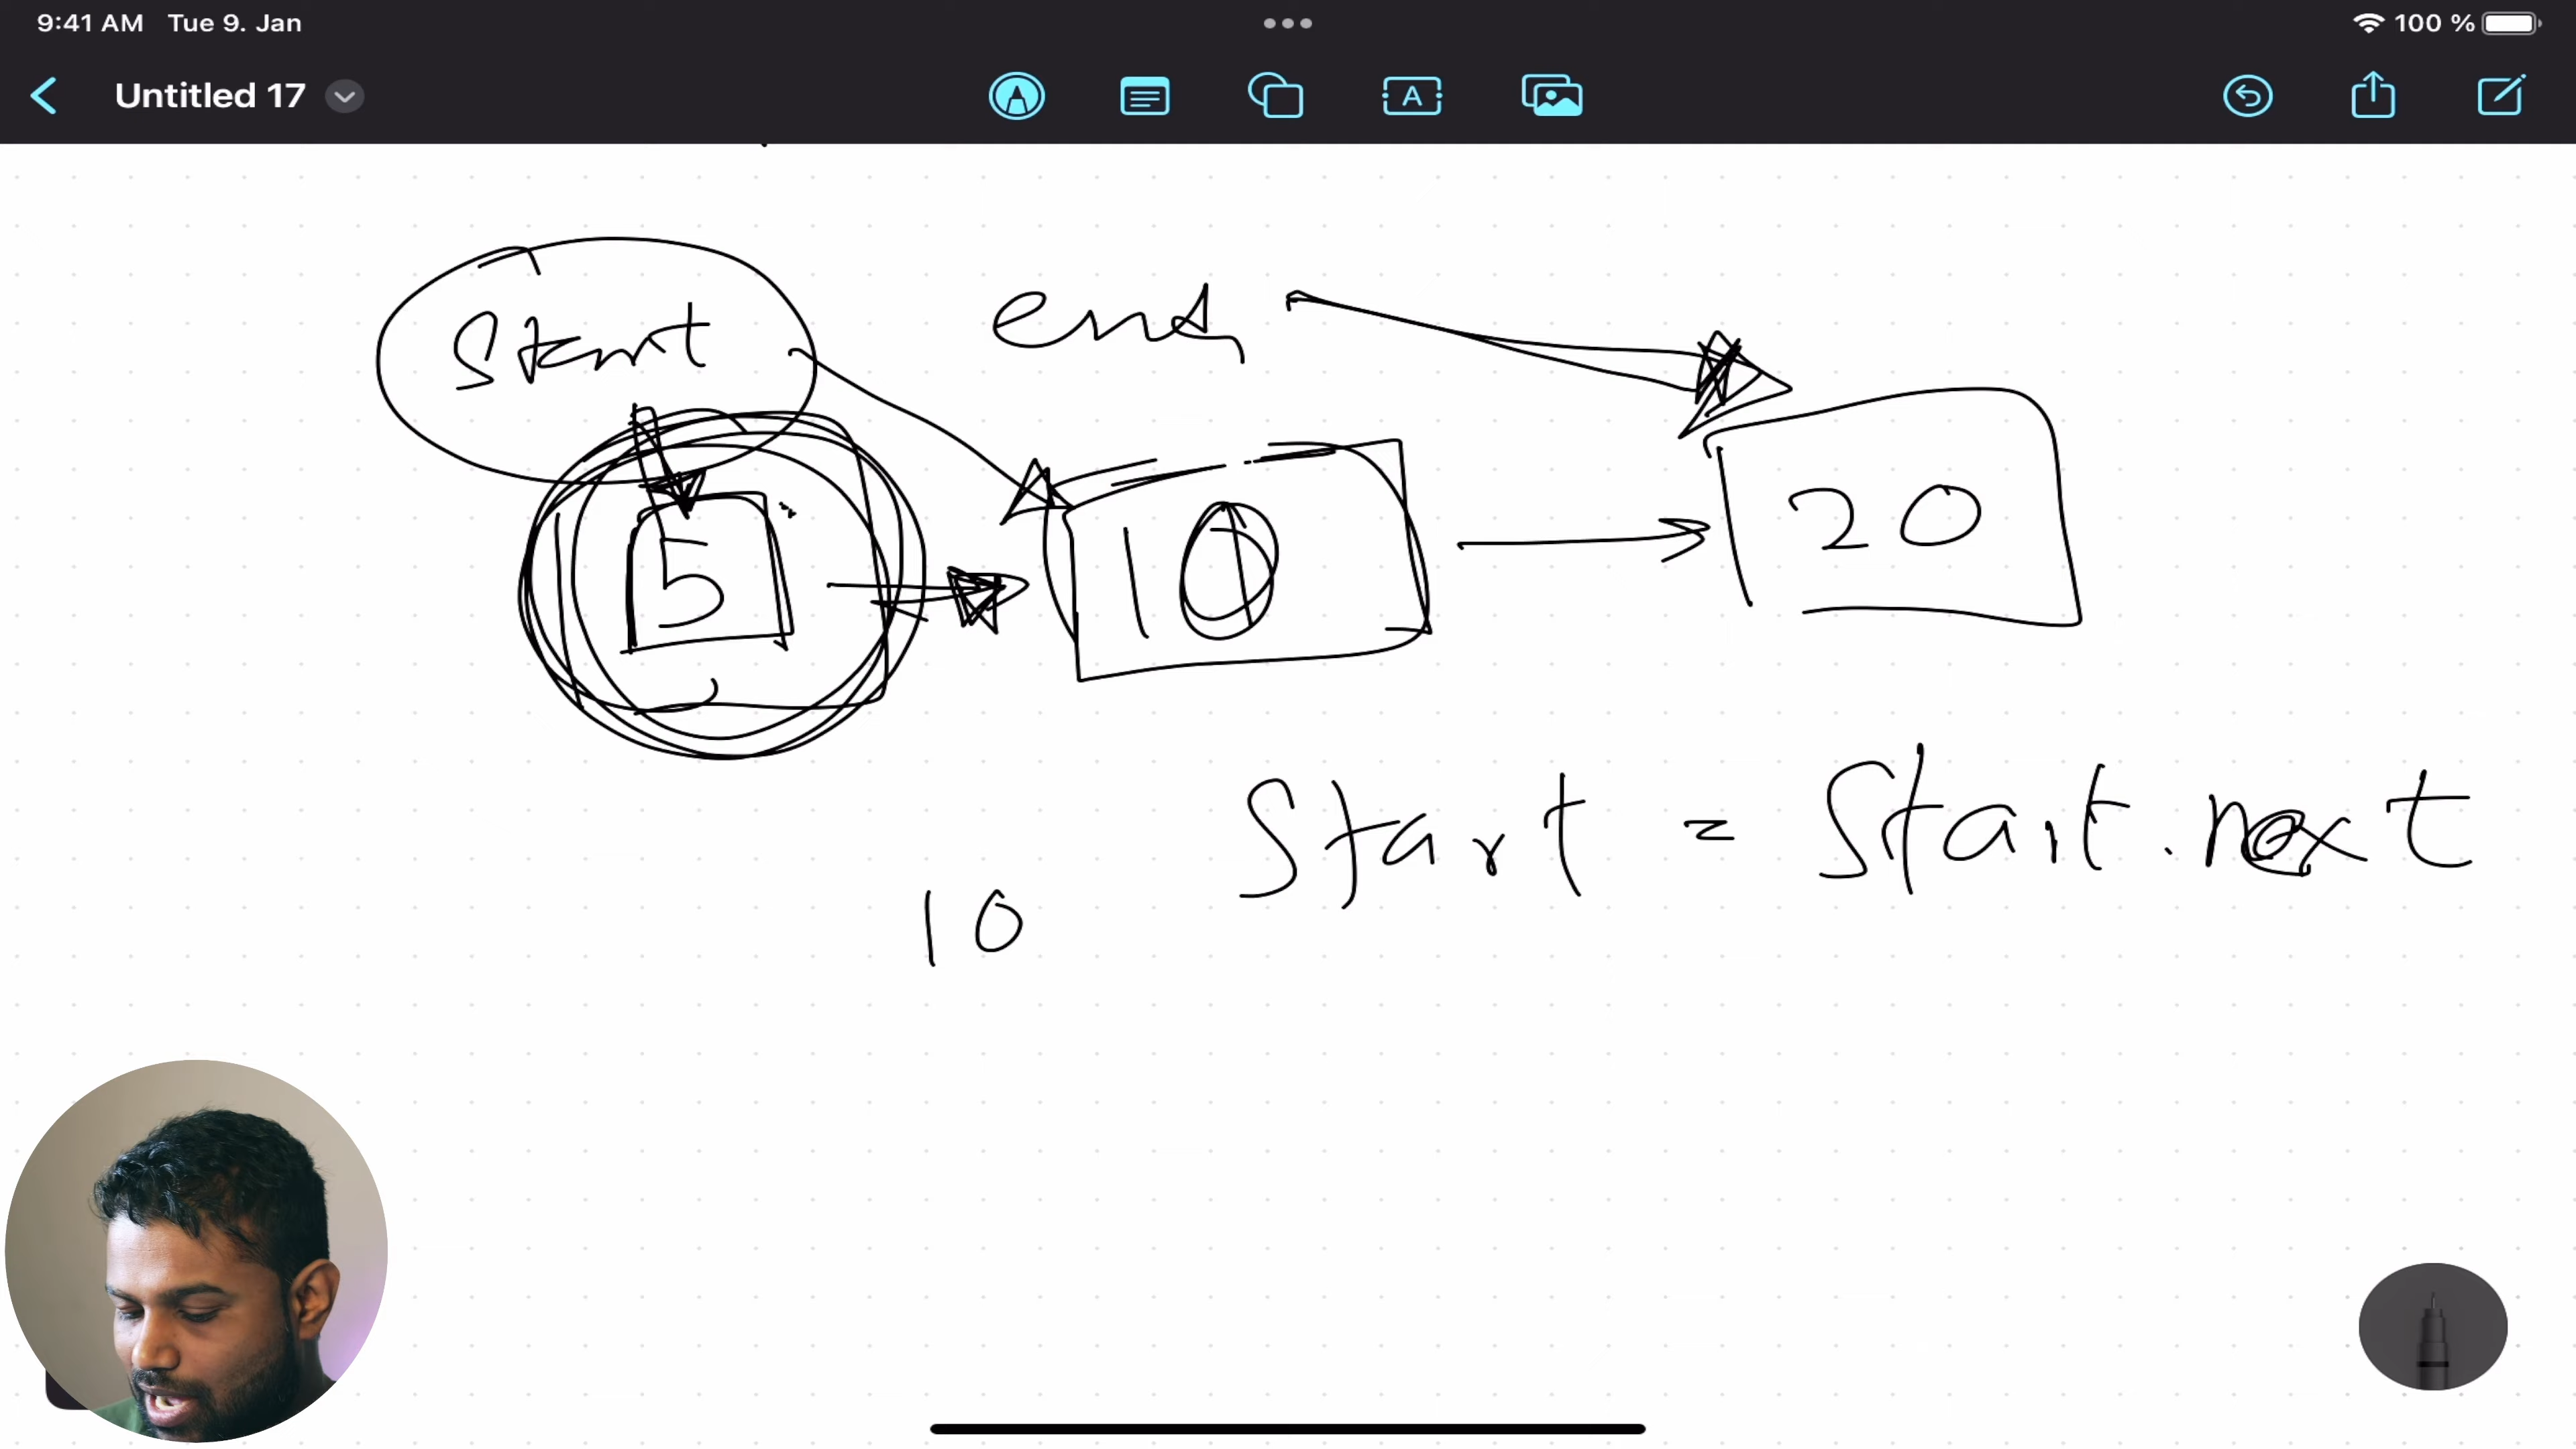 9:41 AM Tue 9. Jan
100 %
Untitled 17
A
Start
end
5
10
20
Start = Start.next
10